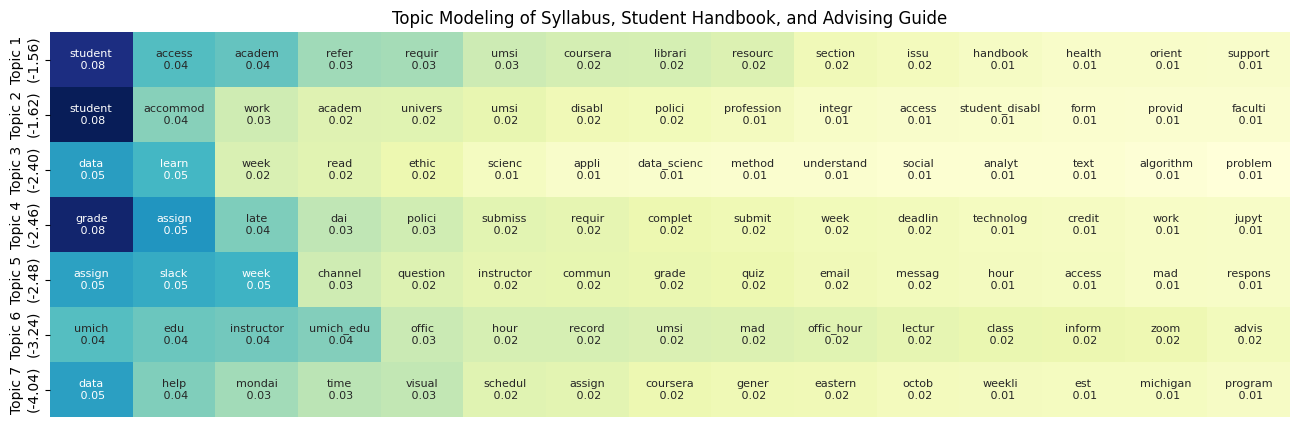 Topic Modeling of Syllabus, Student Handbook, and Advising Guide
Topic 1
(-1.56)
student access academ refer requir umsi coursera librari resourc section issu handbook health orient support
0.08 0.04 0.04 0.03 0.03 0.03 0.02 0.02 0.02 0.02 0.02 0.01 0.01 0.01 0.01
Topic 2
(-1.62)
student accommod work academ univers umsi disabl polici profession integr access student_disabl form provid faculti
0.08 0.04 0.03 0.02 0.02 0.02 0.02 0.02 0.01 0.01 0.01 0.01 0.01 0.01 0.01
Topic 3
(-2.40)
data learn week read ethic scienc appli data_scienc method understand social analyt text algorithm problem
0.05 0.05 0.02 0.02 0.02 0.01 0.01 0.01 0.01 0.01 0.01 0.01 0.01 0.01 0.01
Topic 4
(-2.46)
grade assign late dai polici submiss requir complet submit week deadlin technolog credit work jupyt
0.08 0.05 0.04 0.03 0.03 0.02 0.02 0.02 0.02 0.02 0.02 0.01 0.01 0.01 0.01
Topic 5
(-2.48)
assign slack week channel question instructor commun grade quiz email messag hour access mad respons
0.05 0.05 0.05 0.03 0.02 0.02 0.02 0.02 0.02 0.02 0.02 0.01 0.01 0.01 0.01
Topic 6
(-3.24)
umich edu instructor umich_edu offic hour record umsi mad offic_hour lectur class inform zoom advis
0.04 0.04 0.04 0.04 0.03 0.02 0.02 0.02 0.02 0.02 0.02 0.02 0.02 0.02 0.02
Topic 7
(-4.04)
data help mondai time visual schedul assign coursera gener eastern octob weekli est michigan program
0.05 0.04 0.03 0.03 0.03 0.02 0.02 0.02 0.02 0.02 0.02 0.01 0.01 0.01 0.01